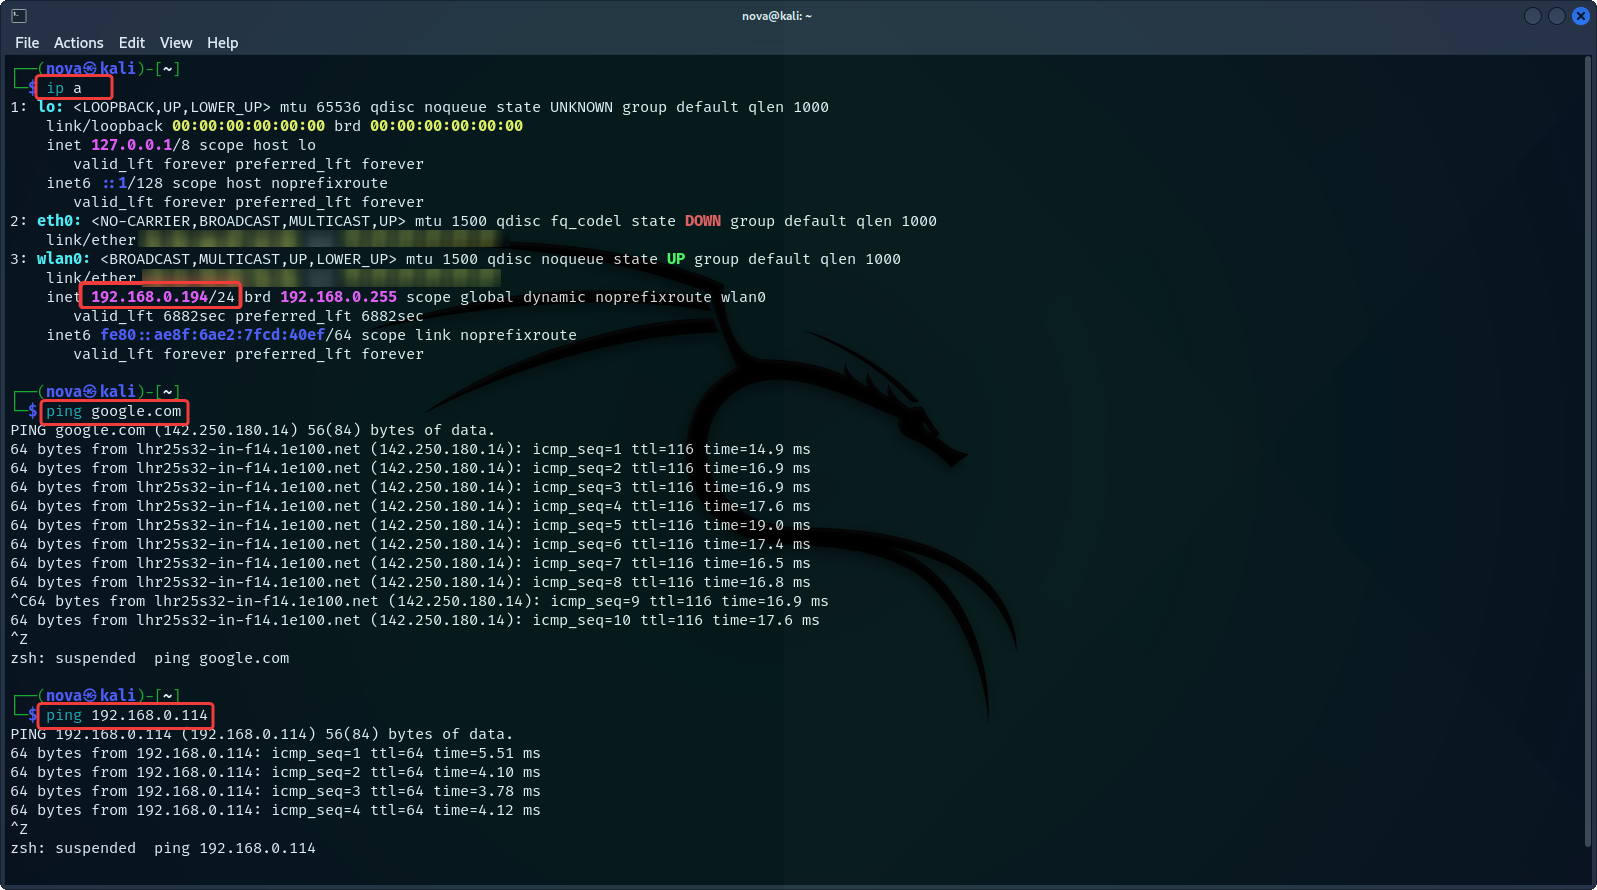 nova@kali: ~
File Actions Edit View Help
┌──(nova㉿kali)-[~]
└─$ ip a
1: lo: <LOOPBACK,UP,LOWER_UP> mtu 65536 qdisc noqueue state UNKNOWN group default qlen 1000
link/loopback 00:00:00:00:00:00 brd 00:00:00:00:00:00
inet 127.0.0.1/8 scope host lo
valid_lft forever preferred_lft forever
inet6 ::1/128 scope host noprefixroute
valid_lft forever preferred_lft forever
2: eth0: <NO-CARRIER,BROADCAST,MULTICAST,UP> mtu 1500 qdisc fq_codel state DOWN group default qlen 1000
link/ether
3: wlan0: <BROADCAST,MULTICAST,UP,LOWER_UP> mtu 1500 qdisc noqueue state UP group default qlen 1000
link/ether
inet 192.168.0.194/24 brd 192.168.0.255 scope global dynamic noprefixroute wlan0
valid_lft 6882sec preferred_lft 6882sec
inet6 fe80::ae8f:6ae2:7fcd:40ef/64 scope link noprefixroute
valid_lft forever preferred_lft forever
┌──(nova㉿kali)-[~]
└─$ ping google.com
PING google.com (142.250.180.14) 56(84) bytes of data.
64 bytes from lhr25s32-in-f14.1e100.net (142.250.180.14): icmp_seq=1 ttl=116 time=14.9 ms
64 bytes from lhr25s32-in-f14.1e100.net (142.250.180.14): icmp_seq=2 ttl=116 time=16.9 ms
64 bytes from lhr25s32-in-f14.1e100.net (142.250.180.14): icmp_seq=3 ttl=116 time=16.9 ms
64 bytes from lhr25s32-in-f14.1e100.net (142.250.180.14): icmp_seq=4 ttl=116 time=17.6 ms
64 bytes from lhr25s32-in-f14.1e100.net (142.250.180.14): icmp_seq=5 ttl=116 time=19.0 ms
64 bytes from lhr25s32-in-f14.1e100.net (142.250.180.14): icmp_seq=6 ttl=116 time=17.4 ms
64 bytes from lhr25s32-in-f14.1e100.net (142.250.180.14): icmp_seq=7 ttl=116 time=16.5 ms
64 bytes from lhr25s32-in-f14.1e100.net (142.250.180.14): icmp_seq=8 ttl=116 time=16.8 ms
^C64 bytes from lhr25s32-in-f14.1e100.net (142.250.180.14): icmp_seq=9 ttl=116 time=16.9 ms
64 bytes from lhr25s32-in-f14.1e100.net (142.250.180.14): icmp_seq=10 ttl=116 time=17.6 ms
^Z
zsh: suspended  ping google.com
┌──(nova㉿kali)-[~]
└─$ ping 192.168.0.114
PING 192.168.0.114 (192.168.0.114) 56(84) bytes of data.
64 bytes from 192.168.0.114: icmp_seq=1 ttl=64 time=5.51 ms
64 bytes from 192.168.0.114: icmp_seq=2 ttl=64 time=4.10 ms
64 bytes from 192.168.0.114: icmp_seq=3 ttl=64 time=3.78 ms
64 bytes from 192.168.0.114: icmp_seq=4 ttl=64 time=4.12 ms
^Z
zsh: suspended  ping 192.168.0.114